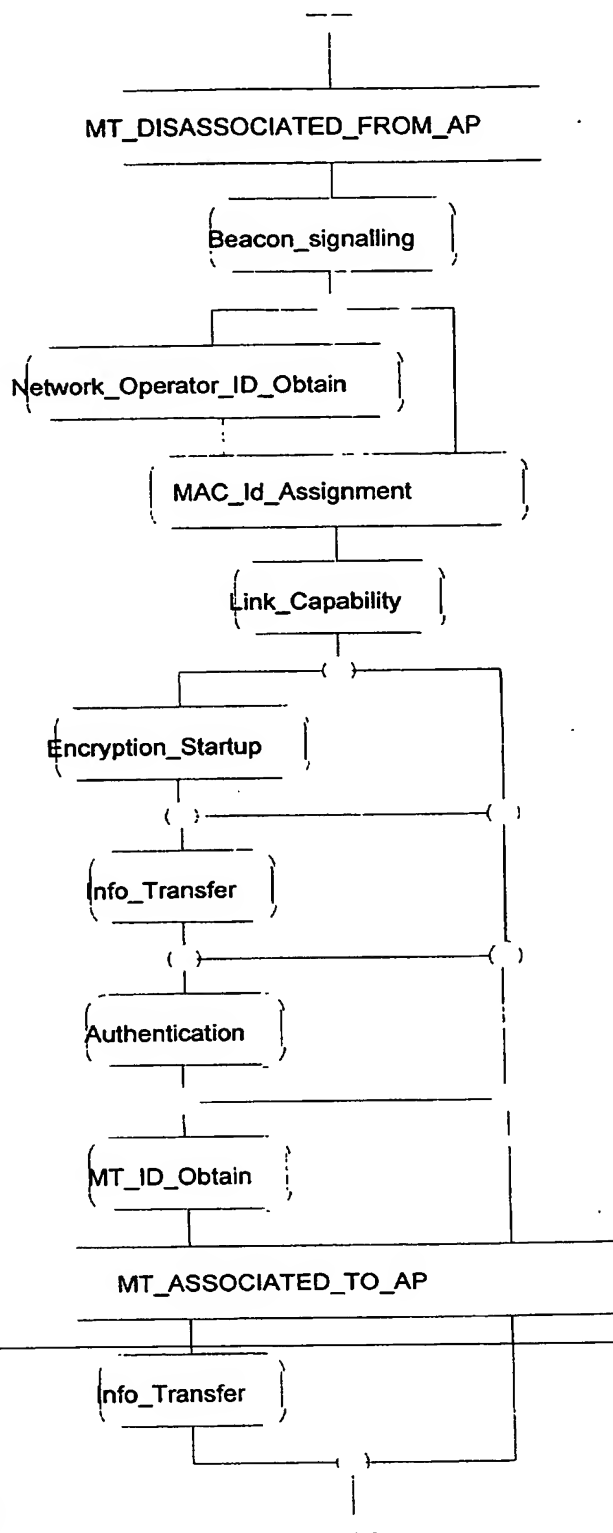 MT_DISASSOCIATED_FROM_AP
Beacon_signalling
Network_Operator_ID_Obtain
MAC_Id_Assignment
Link_Capability
Encryption_Startup
Info_Transfer
Authentication
MT_ID_Obtain
MT_ASSOCIATED_TO_AP
Info_Transfer